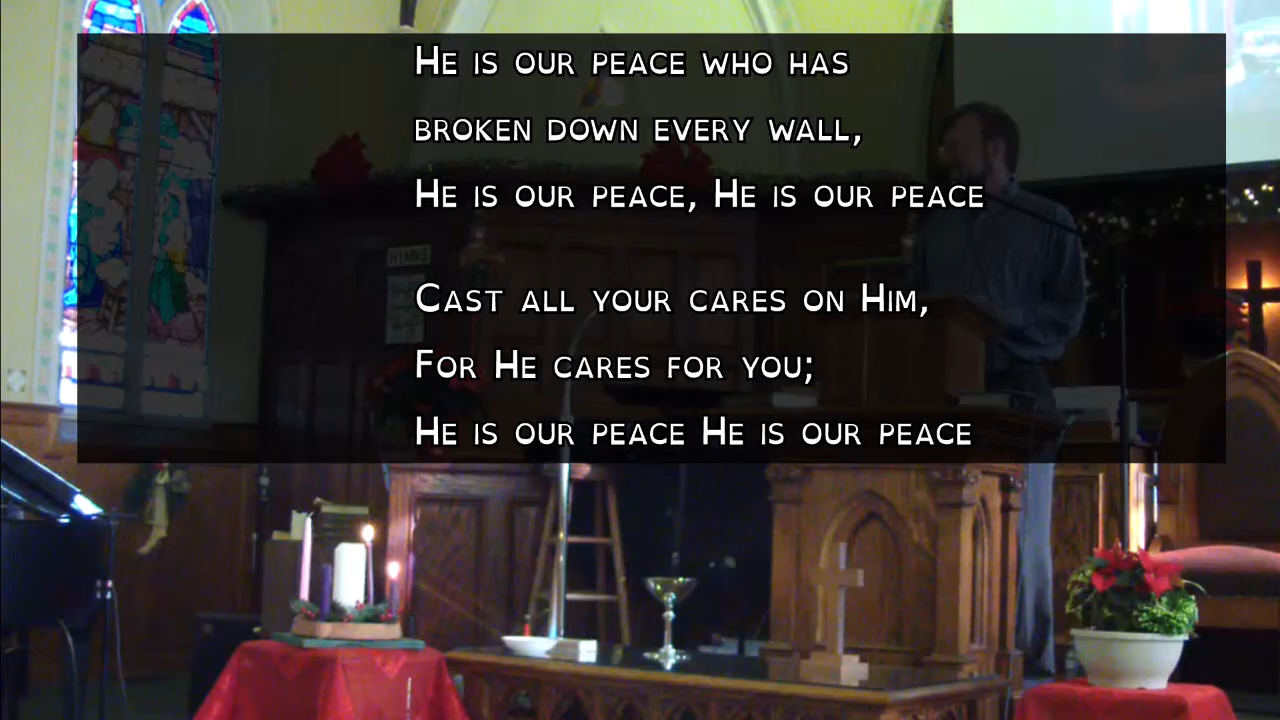 He is our peace who has
broken down every wall,
He is our peace, He is our peace
Cast all your cares on Him,
For He cares for you;
He is our peace He is our peace
HYMNS